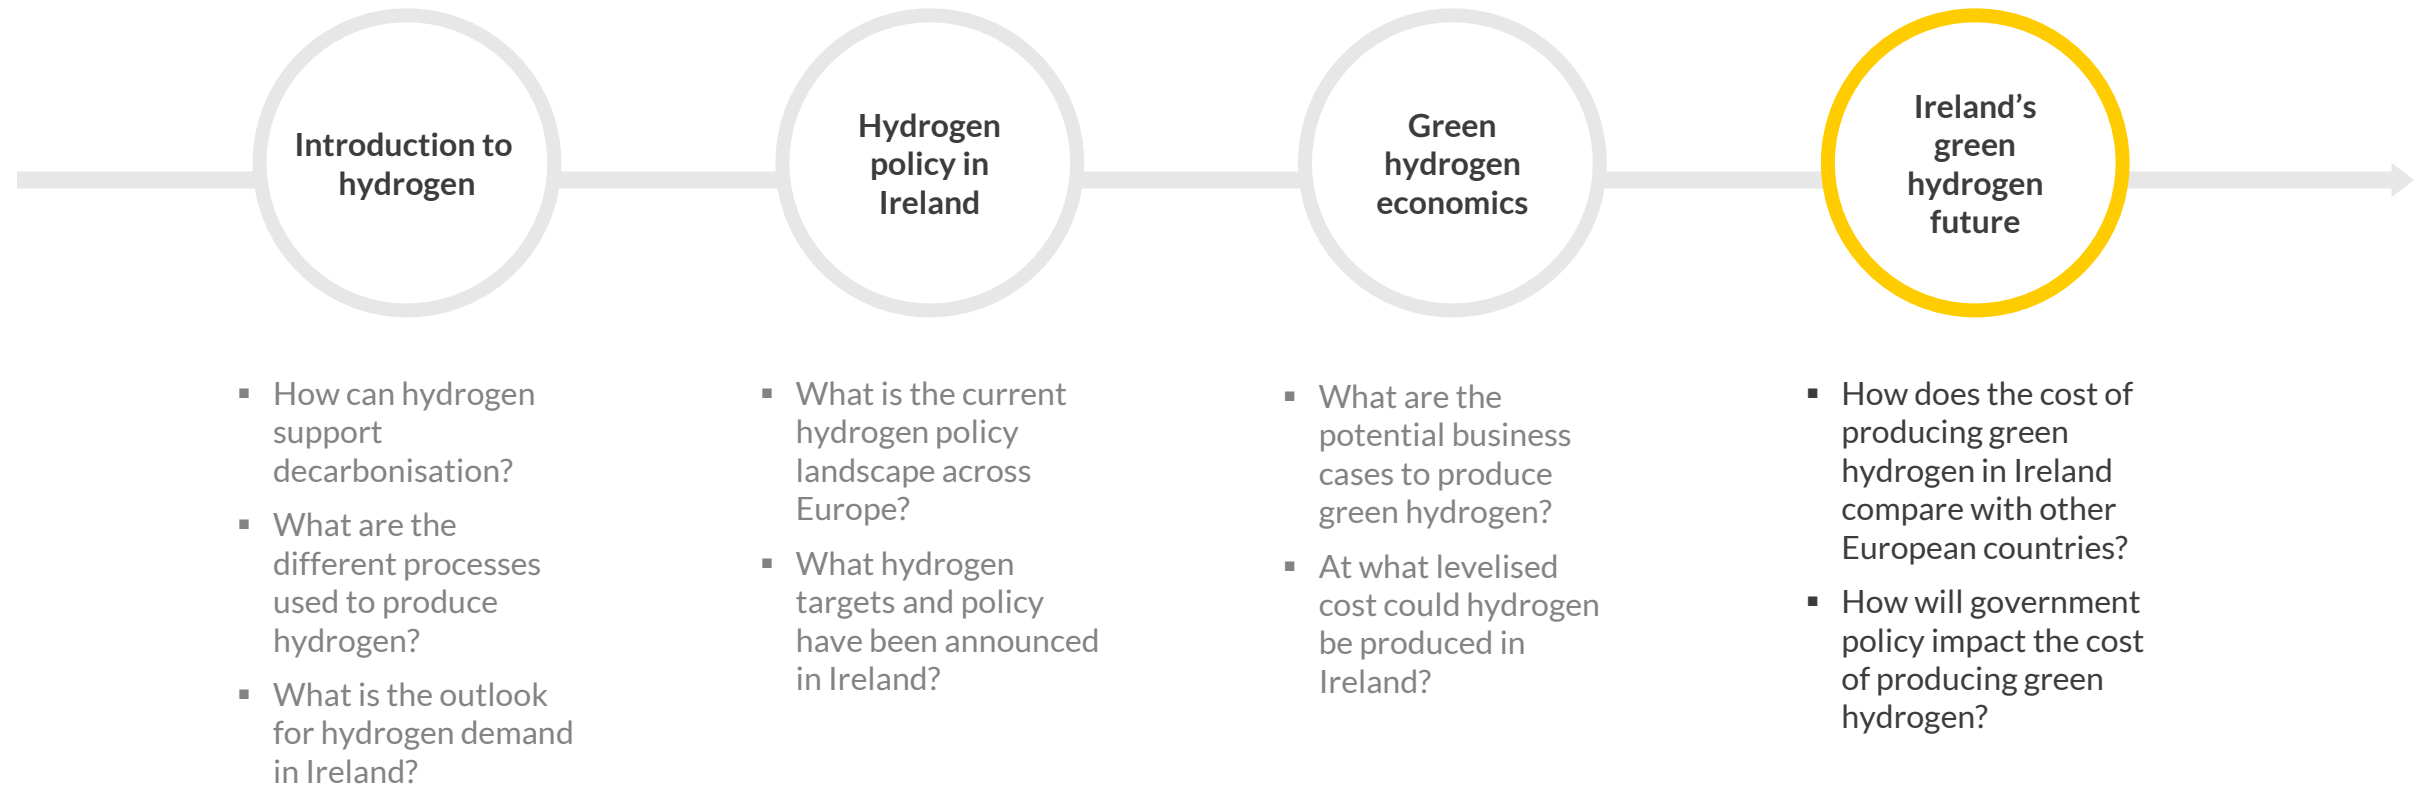 Introduction to
hydrogen
Hydrogen
policy in
Ireland
Green
hydrogen
economics
Ireland’s
green
hydrogen
future
▪ How can hydrogen
support
decarbonisation?
▪ What are the
different processes
used to produce
hydrogen?
▪ What is the outlook
for hydrogen demand
in Ireland?
▪ What is the current
hydrogen policy
landscape across
Europe?
▪ What hydrogen
targets and policy
have been announced
in Ireland?
▪ What are the
potential business
cases to produce
green hydrogen?
▪ At what levelised
cost could hydrogen
be produced in
Ireland?
▪ How does the cost of
producing green
hydrogen in Ireland
compare with other
European countries?
▪ How will government
policy impact the cost
of producing green
hydrogen?